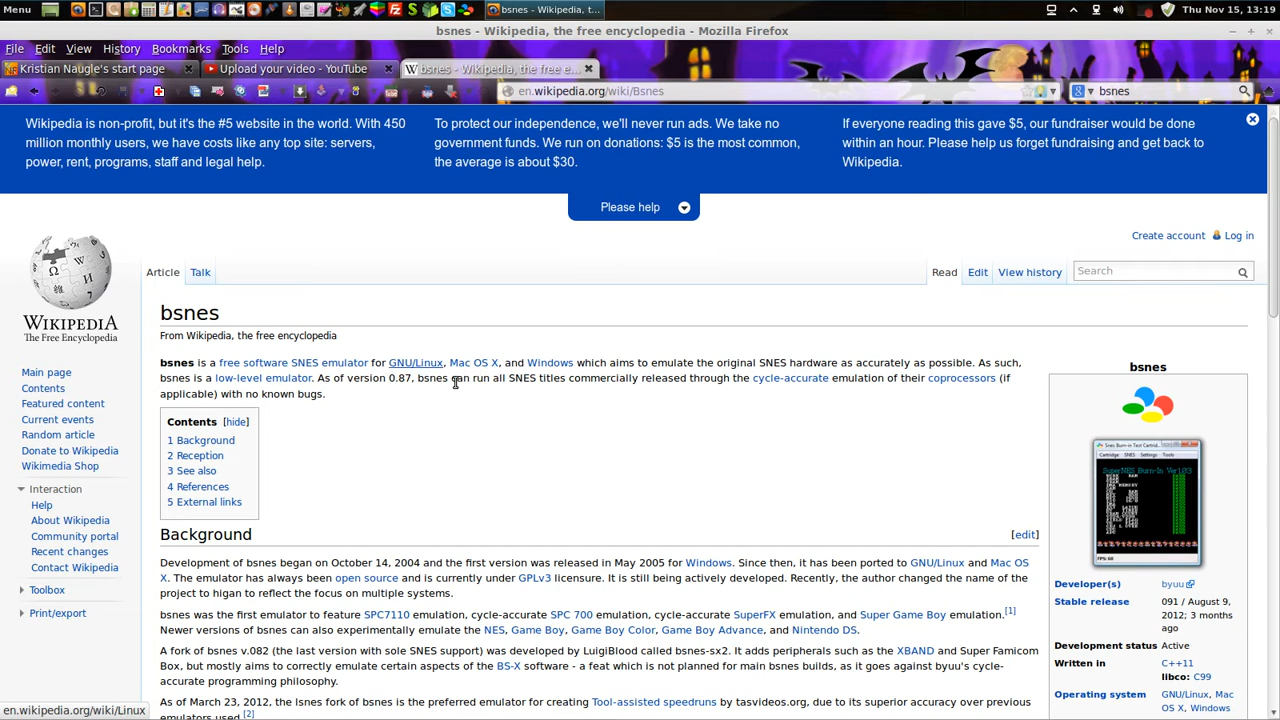 Menu
bsnes - Wikipedia, t...
Thu Nov 15, 13:19
bsnes - Wikipedia, the free encyclopedia - Mozilla Firefox
File Edit View History Bookmarks Tools Help
Kristian Naugle's start page
Upload your video - YouTube
bsnes - Wikipedia, the free e...
en.wikipedia.org/wiki/Bsnes
bsnes
Wikipedia is non-profit, but it's the #5 website in the world. With 450
million monthly users, we have costs like any top site: servers,
power, rent, programs, staff and legal help.
To protect our independence, we'll never run ads. We take no
government funds. We run on donations: $5 is the most common,
the average is about $30.
If everyone reading this gave $5, our fundraiser would be done
within an hour. Please help us forget fundraising and get back to
Wikipedia.
Please help
Create account Log in
WIKIPEDIA
The Free Encyclopedia
Article Talk
Read Edit View history
Search
Main page
Contents
Featured content
Current events
Random article
Donate to Wikipedia
Wikimedia Shop
Interaction
Help
About Wikipedia
Community portal
Recent changes
Contact Wikipedia
Toolbox
Print/export
bsnes
From Wikipedia, the free encyclopedia
bsnes is a free software SNES emulator for GNU/Linux, Mac OS X, and Windows which aims to emulate the original SNES hardware as accurately as possible. As such,
bsnes is a low-level emulator. As of version 0.87, bsnes can run all SNES titles commercially released through the cycle-accurate emulation of their coprocessors (if
applicable) with no known bugs.
Contents [hide]
1 Background
2 Reception
3 See also
4 References
5 External links
Background [edit]
Development of bsnes began on October 14, 2004 and the first version was released in May 2005 for Windows. Since then, it has been ported to GNU/Linux and Mac OS
X. The emulator has always been open source and is currently under GPLv3 licensure. It is still being actively developed. Recently, the author changed the name of the
project to higan to reflect the focus on multiple systems.
bsnes was the first emulator to feature SPC7110 emulation, cycle-accurate SPC 700 emulation, cycle-accurate SuperFX emulation, and Super Game Boy emulation.[1]
Newer versions of bsnes can also experimentally emulate the NES, Game Boy, Game Boy Color, Game Boy Advance, and Nintendo DS.
A fork of bsnes v.082 (the last version with sole SNES support) was developed by LuigiBlood called bsnes-sx2. It adds peripherals such as the XBAND and Super Famicom
Box, but mostly aims to correctly emulate certain aspects of the BS-X software - a feat which is not planned for main bsnes builds, as it goes against byuu's cycle-
accurate programming philosophy.
As of March 23, 2012, the lsnes fork of bsnes is the preferred emulator for creating Tool-assisted speedruns by tasvideos.org, due to its superior accuracy over previous
emulators used.[2]
bsnes
Developer(s) byuu
Stable release 091 / August 9,
2012; 3 months
ago
Development status Active
Written in C++11
libco: C99
Operating system GNU/Linux, Mac
OS X, Windows
en.wikipedia.org/wiki/Linux